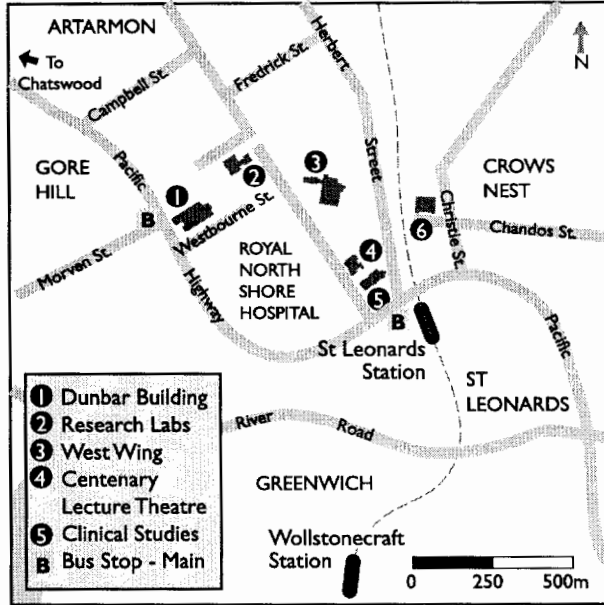 ARTARMON
To
Chatswood
Campbell St.
Fredrick St.
Herbert
Street
N
GORE
HILL
Pacific
Highway
B
1
2
3
CROWS
NEST
Westbourne St.
Morven St.
ROYAL
NORTH
SHORE
HOSPITAL
4
5
6
Christie St.
Chandos St.
B
St Leonards
Station
Pacific
ST
LEONARDS
1 Dunbar Building
2 Research Labs
3 West Wing
4 Centenary
Lecture Theatre
5 Clinical Studies
B Bus Stop - Main
River
Road
GREENWICH
Wollstonecraft
Station
0 250 500m